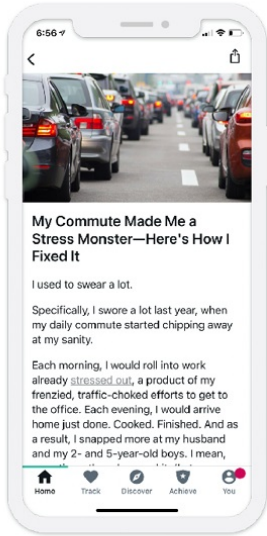 6:56
My Commute Made Me a
Stress Monster—Here's How I
Fixed It
I used to swear a lot.
Specifically, I swore a lot last year, when
my daily commute started chipping away
at my sanity.
Each morning, I would roll into work
already stressed out, a product of my
frenzied, traffic-choked efforts to get to
the office. Each evening, I would arrive
home just done. Cooked. Finished. And as
a result, I snapped more at my husband
and my 2- and 5-year-old boys. I mean,
Home
Track
Discover
Achieve
You